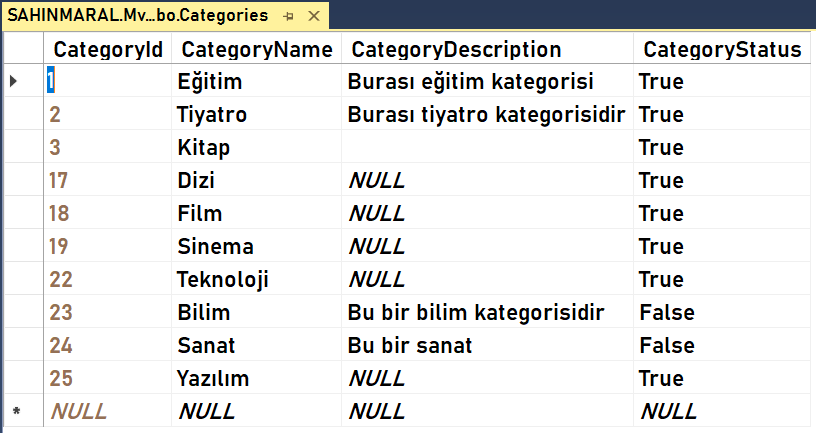 SAHINMARAL.Mv...bo.Categories
CategoryId CategoryName CategoryDescription CategoryStatus
1 Eğitim Burası eğitim kategorisi True
2 Tiyatro Burası tiyatro kategorisidir True
3 Kitap True
17 Dizi NULL True
18 Film NULL True
19 Sinema NULL True
22 Teknoloji NULL True
23 Bilim Bu bir bilim kategorisidir False
24 Sanat Bu bir sanat False
25 Yazılım NULL True
* NULL NULL NULL NULL